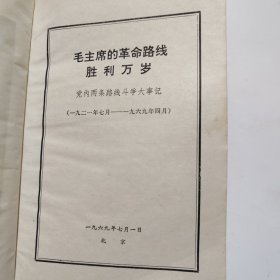 毛主席的革命路线
胜利万岁
党内两条路线斗争大事记
(一九二一年七月——一九六九年四月)
一九六九年七月一日
北京